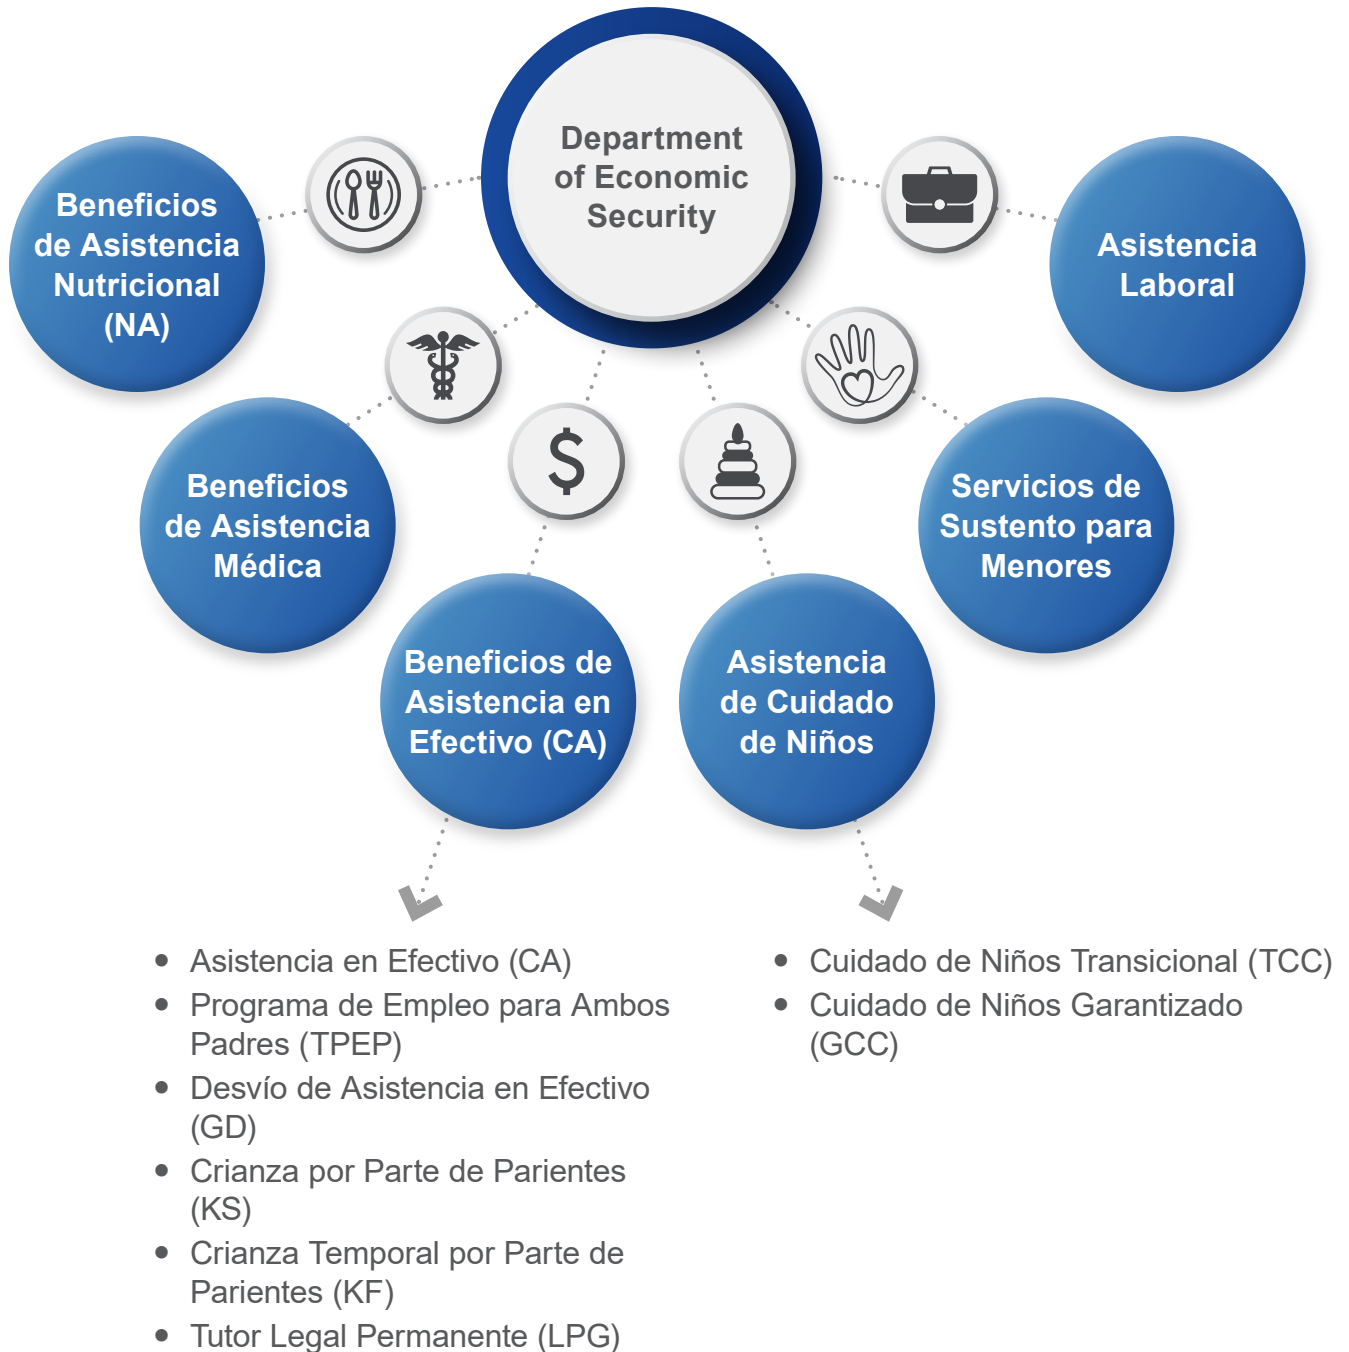 Department
of Economic
Security
Beneficios
de Asistencia
Nutricional
(NA)
Asistencia
Laboral
Beneficios
de Asistencia
Médica
Servicios de
Sustento para
Menores
Beneficios de
Asistencia en
Efectivo (CA)
Asistencia
de Cuidado
de Niños
$
• Asistencia en Efectivo (CA)
• Programa de Empleo para Ambos
Padres (TPEP)
• Desvío de Asistencia en Efectivo
(GD)
• Crianza por Parte de Parientes
(KS)
• Crianza Temporal por Parte de
Parientes (KF)
• Tutor Legal Permanente (LPG)
• Cuidado de Niños Transicional (TCC)
• Cuidado de Niños Garantizado
(GCC)